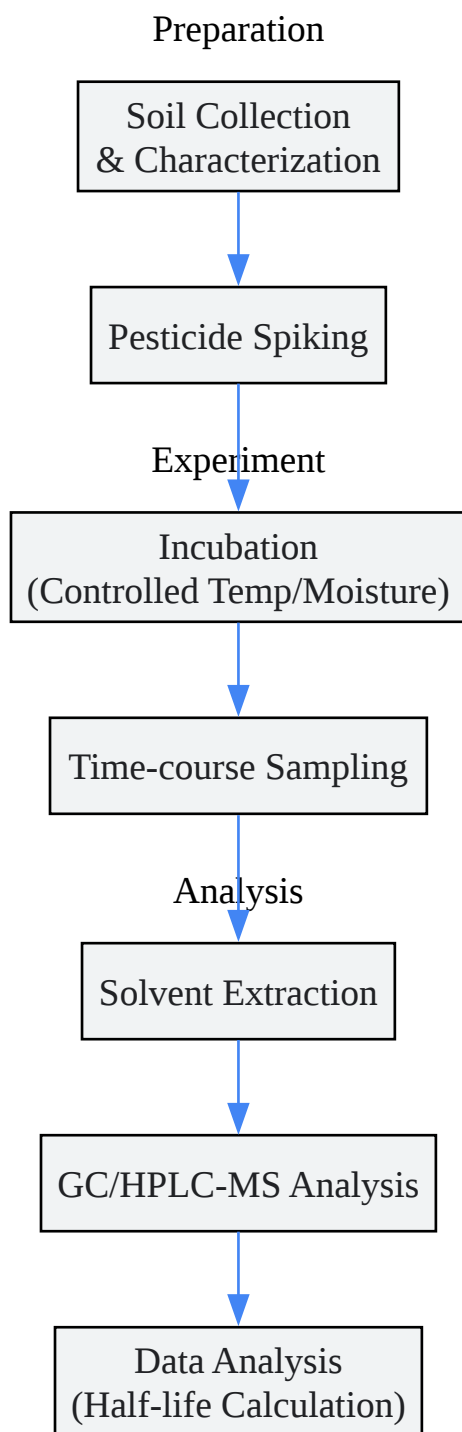 Preparation
Soil Collection
& Characterization
Pesticide Spiking
Experiment
Incubation
(Controlled Temp/Moisture)
Time-course Sampling
Analysis
Solvent Extraction
GC/HPLC-MS Analysis
Data Analysis
(Half-life Calculation)